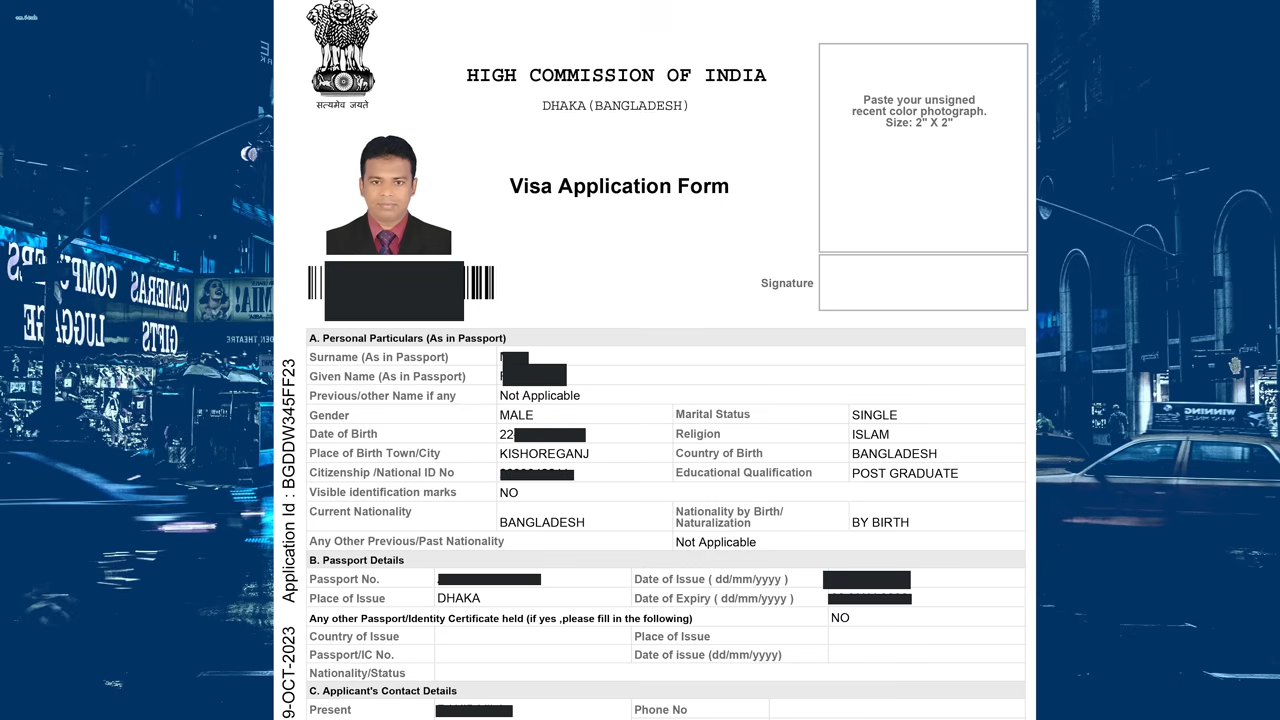 HIGH COMMISSION OF INDIA
DHAKA(BANGLADESH)
सत्यमेव जयते
Paste your unsigned
recent color photograph.
Size: 2" X 2"
Visa Application Form
Signature
A. Personal Particulars (As in Passport)
Surname (As in Passport)
Given Name (As in Passport)
Previous/other Name if any Not Applicable
Gender MALE Marital Status SINGLE
Date of Birth 22 Religion ISLAM
Place of Birth Town/City KISHOREGANJ Country of Birth BANGLADESH
Citizenship /National ID No Educational Qualification POST GRADUATE
Visible identification marks NO
Current Nationality BANGLADESH Nationality by Birth/
Naturalization BY BIRTH
Any Other Previous/Past Nationality Not Applicable
B. Passport Details
Passport No. Date of Issue ( dd/mm/yyyy )
Place of Issue DHAKA Date of Expiry ( dd/mm/yyyy )
Any other Passport/Identity Certificate held (if yes ,please fill in the following) NO
Country of Issue Place of Issue
Passport/IC No. Date of issue (dd/mm/yyyy)
Nationality/Status
C. Applicant's Contact Details
Present Phone No
Application Id : BGDDW345FF23
9-OCT-2023
CAMERAS
GIFTS
LUGGA
WINNING